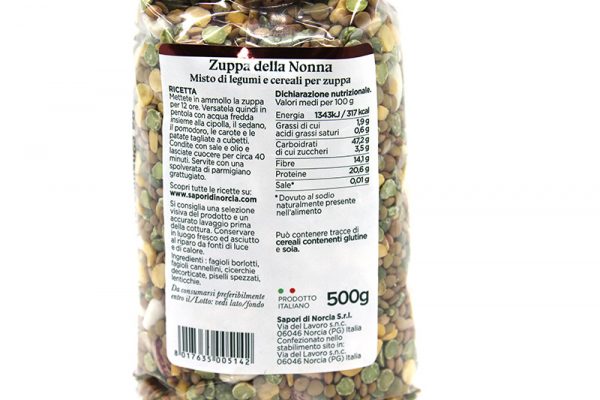 Zuppa della Nonna
Misto di legumi e cereali per zuppa
RICETTA
Mettete in ammollo la zuppa
per 12 ore. Versatela quindi in
pentola con acqua fredda
insieme alla cipolla, il sedano,
il pomodoro, le carote e le
patate tagliate a cubetti.
Condite con sale e olio e
lasciate cuocere per circa 40
minuti. Servite con una
spolverata di parmigiano
grattugiato.
Scopri tutte le ricette su:
www.saporidinorcia.com
Si consiglia una selezione
visiva del prodotto e un
accurato lavaggio prima
della cottura. Conservare
in luogo fresco ed asciutto
al riparo da fonti di luce
e di calore.
Ingredienti : fagioli borlotti,
fagioli cannellini, cicerchie
decorticate, piselli spezzati,
lenticchie.
Da consumarsi preferibilmente
entro il/Lotto: vedi lato/fondo
8 017635 005142
Dichiarazione nutrizionale.
Valori medi per 100 g
Energia 1343kJ / 317 kcal
Grassi di cui 1,9 g
acidi grassi saturi 0,6 g
Carboidrati 47,2 g
di cui zuccheri 3,5 g
Fibre 14,1 g
Proteine 20,6 g
Sale* 0,01 g
*Dovuto al sodio
naturalmente presente
nell'alimento
Può contenere tracce di
cereali contenenti glutine
e soia.
PRODOTTO
ITALIANO
500g
Sapori di Norcia S.r.l.
Via del Lavoro s.n.c.
06046 Norcia (PG) Italia
Confezionato nello
stabilimento sito in:
Via del Lavoro s.n.c.
06046 Norcia (PG) Italia